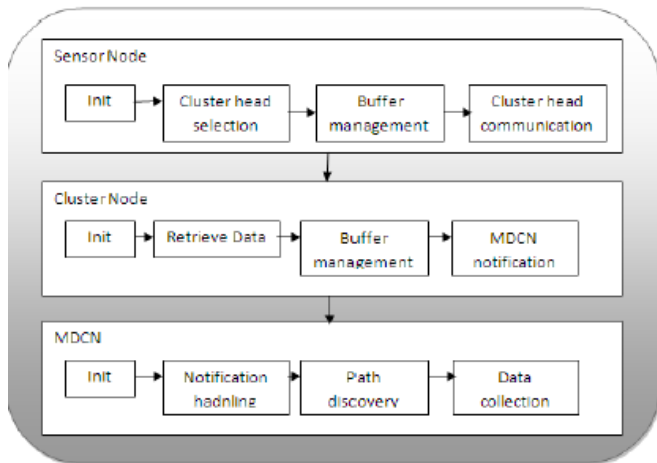 Sensor Node
Init
Cluster head
selection
Buffer
management
Cluster head
communication
Cluster Node
Init
Retrieve Data
Buffer
management
MDCN
notification
MDCN
Init
Notification
hadnling
Path
discovery
Data
collection